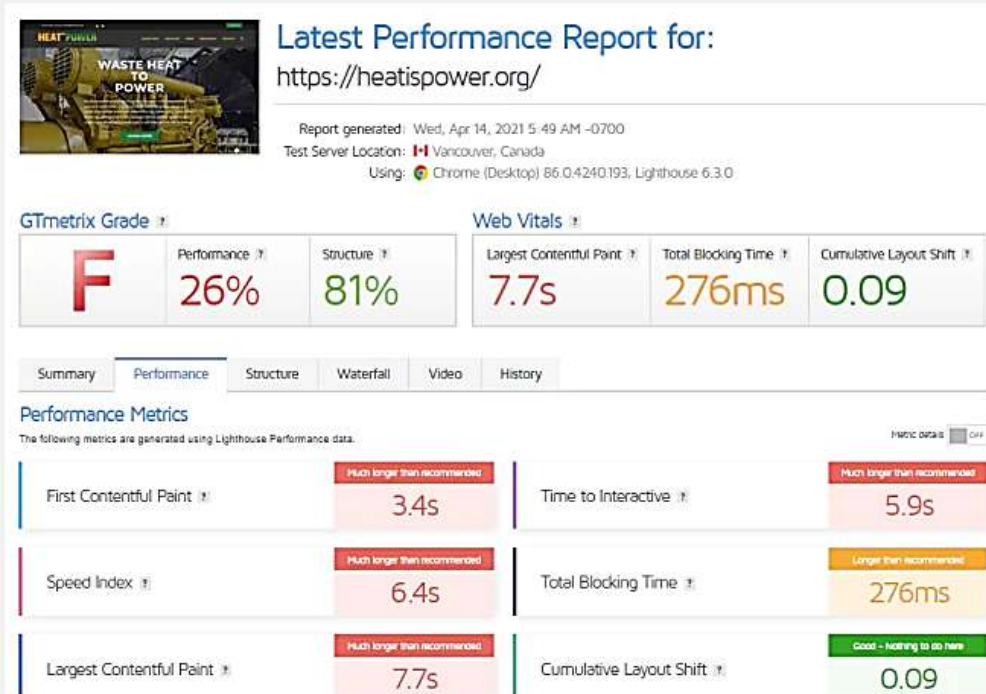 Latest Performance Report for:
https://heatispower.org/
HEAT POWER
WASTE HEAT
TO
POWER
Report generated: Wed, Apr 14, 2021 5:49 AM -0700
Test Server Location: Vancouver, Canada
Using: Chrome (Desktop) 86.0.4240.193, Lighthouse 6.3.0
GTmetrix Grade ?
Web Vitals ?
F
Performance ?
26%
Structure ?
81%
Largest Contentful Paint ?
7.7s
Total Blocking Time ?
276ms
Cumulative Layout Shift ?
0.09
Summary Performance Structure Waterfall Video History
Performance Metrics
The following metrics are generated using Lighthouse Performance data.
Metric details OFF
First Contentful Paint ?
Much longer than recommended
3.4s
Time to Interactive ?
Much longer than recommended
5.9s
Speed Index ?
Much longer than recommended
6.4s
Total Blocking Time ?
Longer than recommended
276ms
Largest Contentful Paint ?
Much longer than recommended
7.7s
Cumulative Layout Shift ?
Good - Nothing to do here
0.09